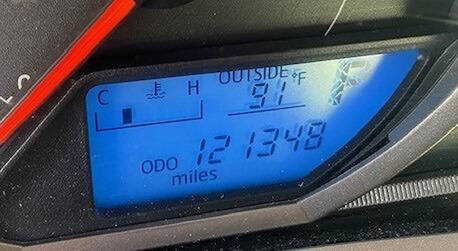 OUTSIDE °F
C H 91
ODO 121348
miles